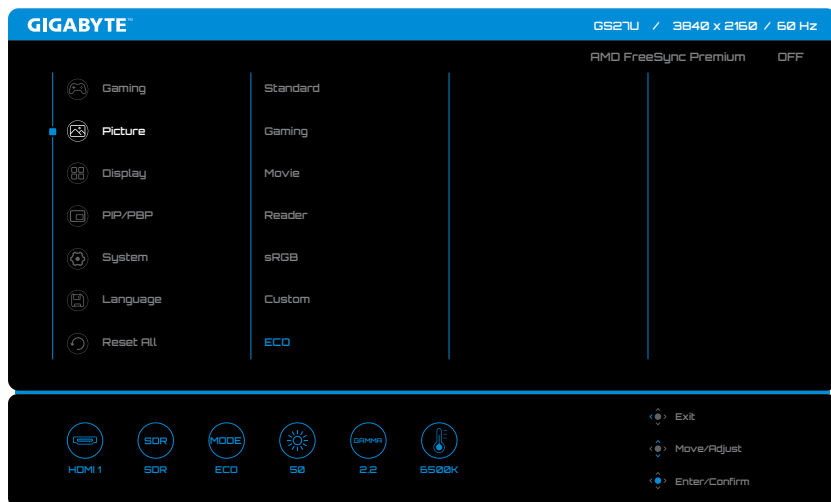 GIGABYTE™ GS27U / 3840 x 2160 / 60 Hz
AMD FreeSync Premium OFF
Gaming Standard
Picture Gaming
Display Movie
PIP/PBP Reader
System sRGB
Language Custom
Reset All ECO
Exit
SDR MODE GAMMA
Move/Adjust
HDMI 1 SDR ECO 50 2.2 6500K
Enter/Confirm